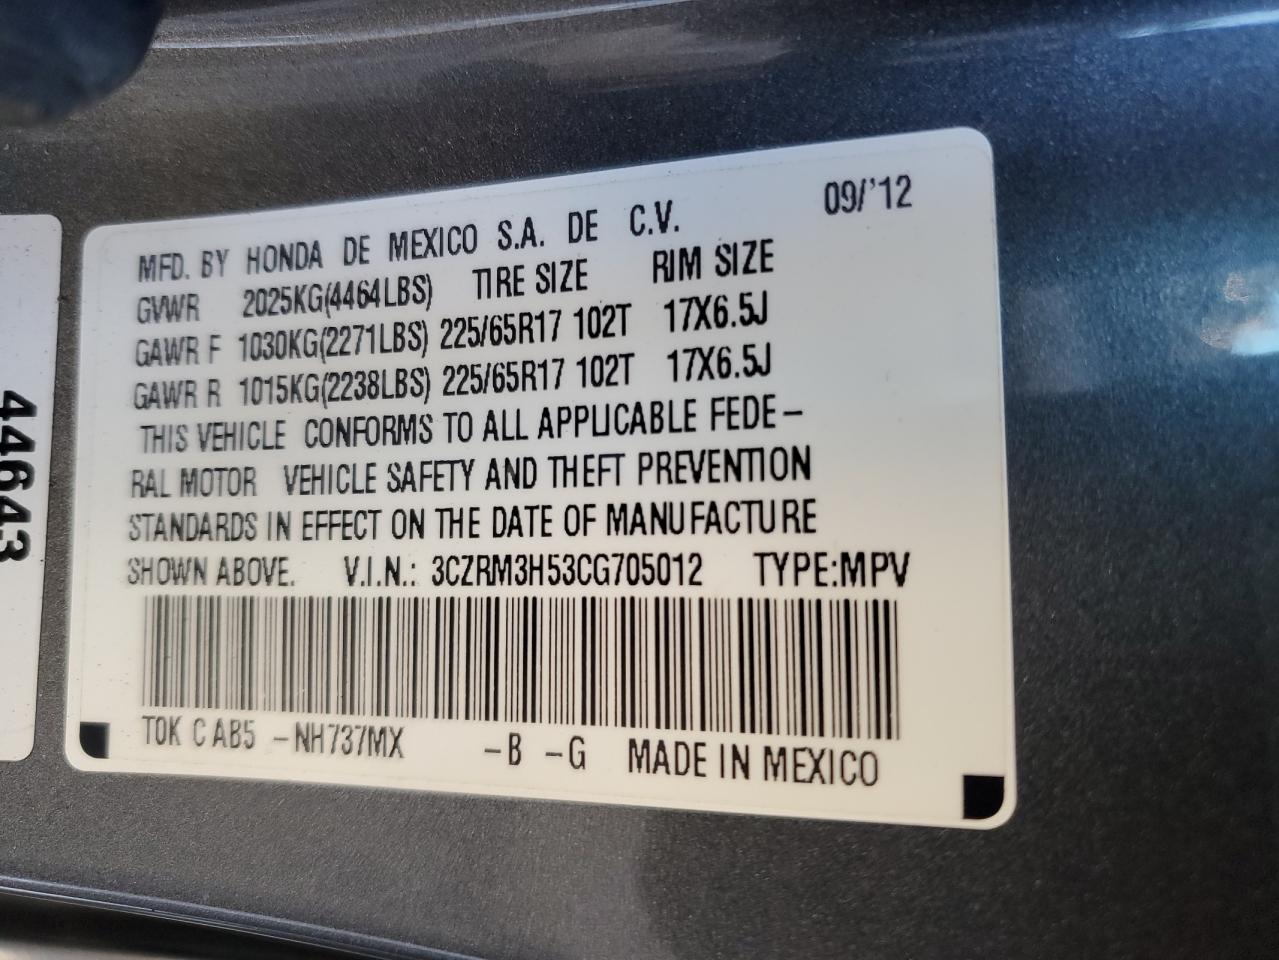 09/'12
MFD. BY HONDA DE MEXICO S.A. DE C.V.
GVWR 2025KG(4464LBS) TIRE SIZE RIM SIZE
GAWR F 1030KG(2271LBS) 225/65R17 102T 17X6.5J
GAWR R 1015KG(2238LBS) 225/65R17 102T 17X6.5J
THIS VEHICLE CONFORMS TO ALL APPLICABLE FEDE-
RAL MOTOR VEHICLE SAFETY AND THEFT PREVENTION
STANDARDS IN EFFECT ON THE DATE OF MANUFACTURE
SHOWN ABOVE. V.I.N.: 3CZRM3H53CG705012 TYPE:MPV
TOK C AB5 -NH737MX -B -G MADE IN MEXICO
44643